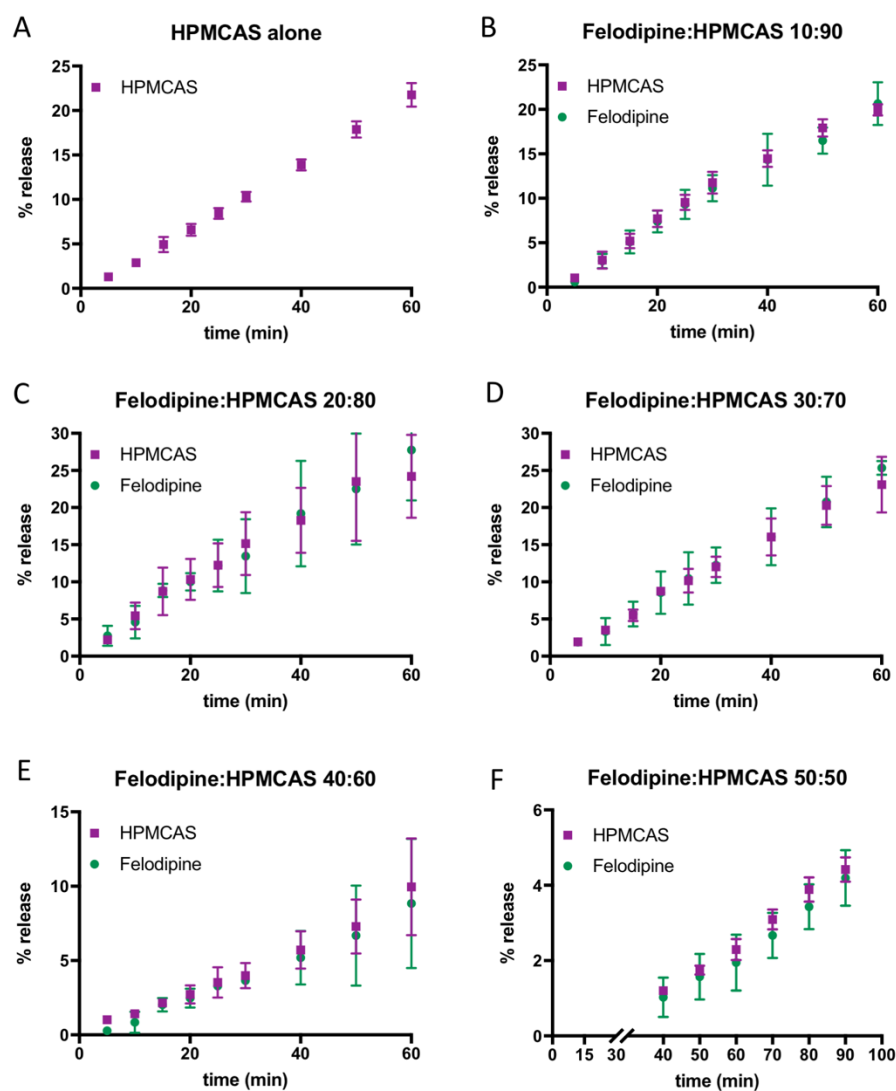 A
HPMCAS alone
25
20
15
10
5
0
% release
HPMCAS
0
20
40
60
time (min)
B
Felodipine:HPMCAS 10:90
25
20
15
10
5
0
% release
HPMCAS
Felodipine
0
20
40
60
time (min)
C
Felodipine:HPMCAS 20:80
30
25
20
15
10
5
0
% release
HPMCAS
Felodipine
0
20
40
60
time (min)
D
Felodipine:HPMCAS 30:70
30
25
20
15
10
5
0
% release
HPMCAS
Felodipine
0
20
40
60
time (min)
E
Felodipine:HPMCAS 40:60
15
10
5
0
% release
HPMCAS
Felodipine
0
20
40
60
time (min)
F
Felodipine:HPMCAS 50:50
6
4
2
0
% release
HPMCAS
Felodipine
0 15 30 40 50 60 70 80 90 100
time (min)